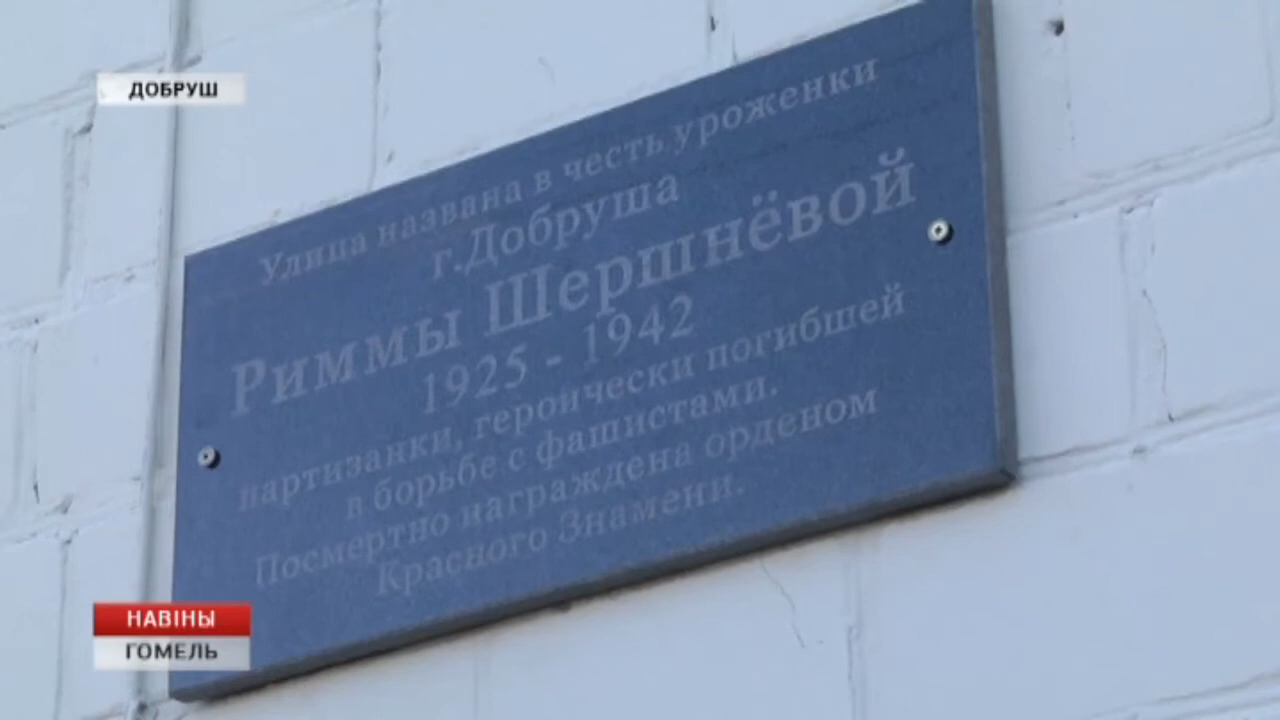 ДОБРУШ
Улица названа в честь уроженки
г.Добруша
Риммы Шершнёвой
1925 - 1942
партизанки, героически погибшей
в борьбе с фашистами.
Посмертно награждена орденом
Красного Знамени.
НАВІНЫ
ГОМЕЛЬ